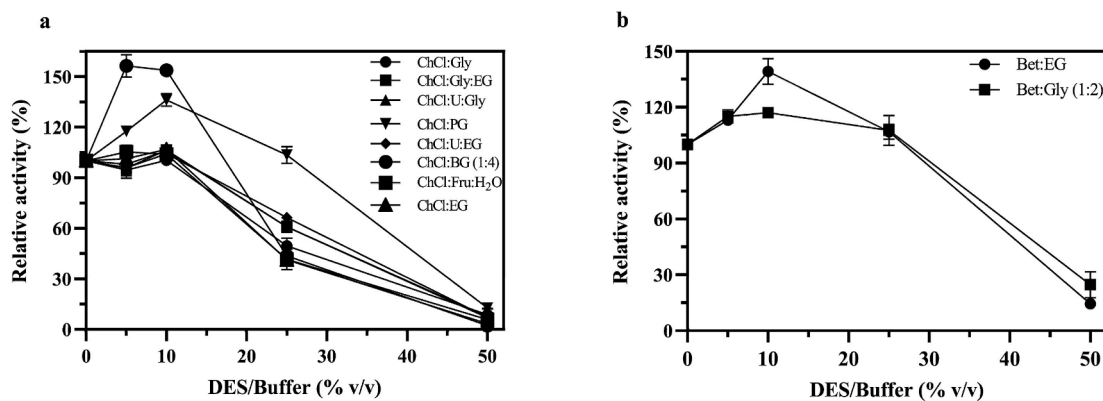 a
Relative activity (%)
150
120
90
60
30
0
0
10
20
30
40
50
DES/Buffer (% v/v)
ChCl:Gly
ChCl:Gly:EG
ChCl:U:Gly
ChCl:PG
ChCl:U:EG
ChCl:BG (1:4)
ChCl:Fru:H₂O
ChCl:EG
b
Relative activity (%)
150
120
90
60
30
0
0
10
20
30
40
50
DES/Buffer (% v/v)
Bet:EG
Bet:Gly (1:2)